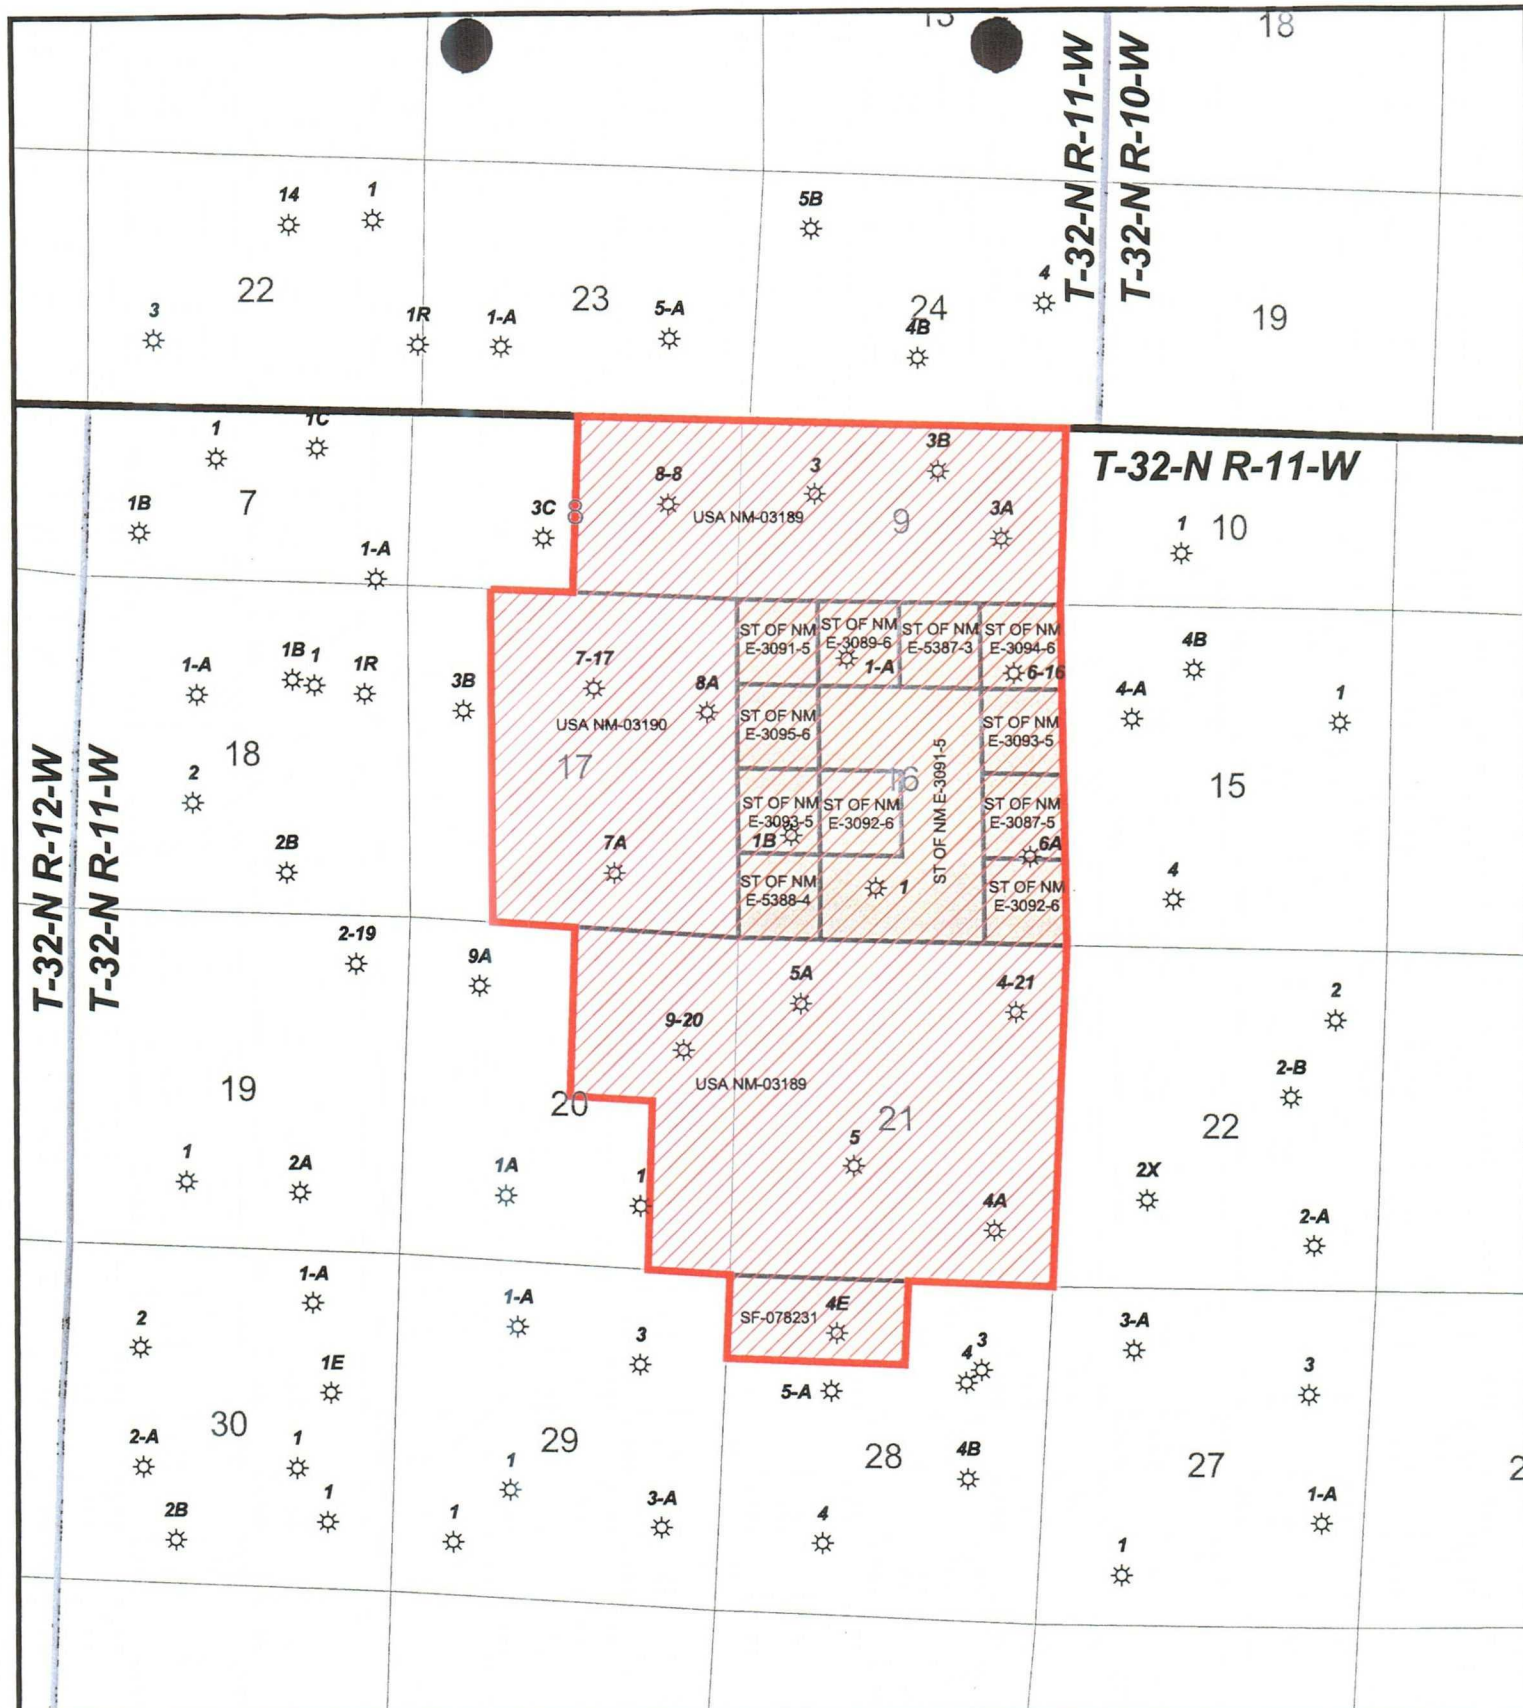 13
18
T-32-N R-11-W
T-32-N R-10-W
14
1
5B
22
23
24
4
19
3
1R
1-A
5-A
4B
1
1C
7
1B
1-A
3C
8
8-8
3
3B
USA NM-03189
9
3A
T-32-N R-11-W
1
10
1-A
1B
1
1R
3B
18
2
2B
7-17
8A
USA NM-03190
17
7A
ST OF NM
E-3091-5
ST OF NM
E-3089-6
1-A
ST OF NM
E-5387-3
ST OF NM
E-3094-6
6-16
ST OF NM
E-3095-6
ST OF NM
E-3093-5
16
ST OF NM E-3091-5
ST OF NM
E-3093-5
1B
ST OF NM
E-3092-6
ST OF NM
E-3087-5
6A
ST OF NM
E-5388-4
1
ST OF NM
E-3092-6
4B
4-A
1
15
4
T-32-N R-12-W
T-32-N R-11-W
2-19
9A
19
1
2A
20
1A
1
9-20
5A
4-21
USA NM-03189
21
5
4A
2
2-B
22
2X
2-A
1-A
2
1E
30
2-A
1
1
2B
1-A
3
29
1
1
3-A
SF-078231
4E
5-A
4
3
28
4B
4
3-A
3
27
1-A
1
2